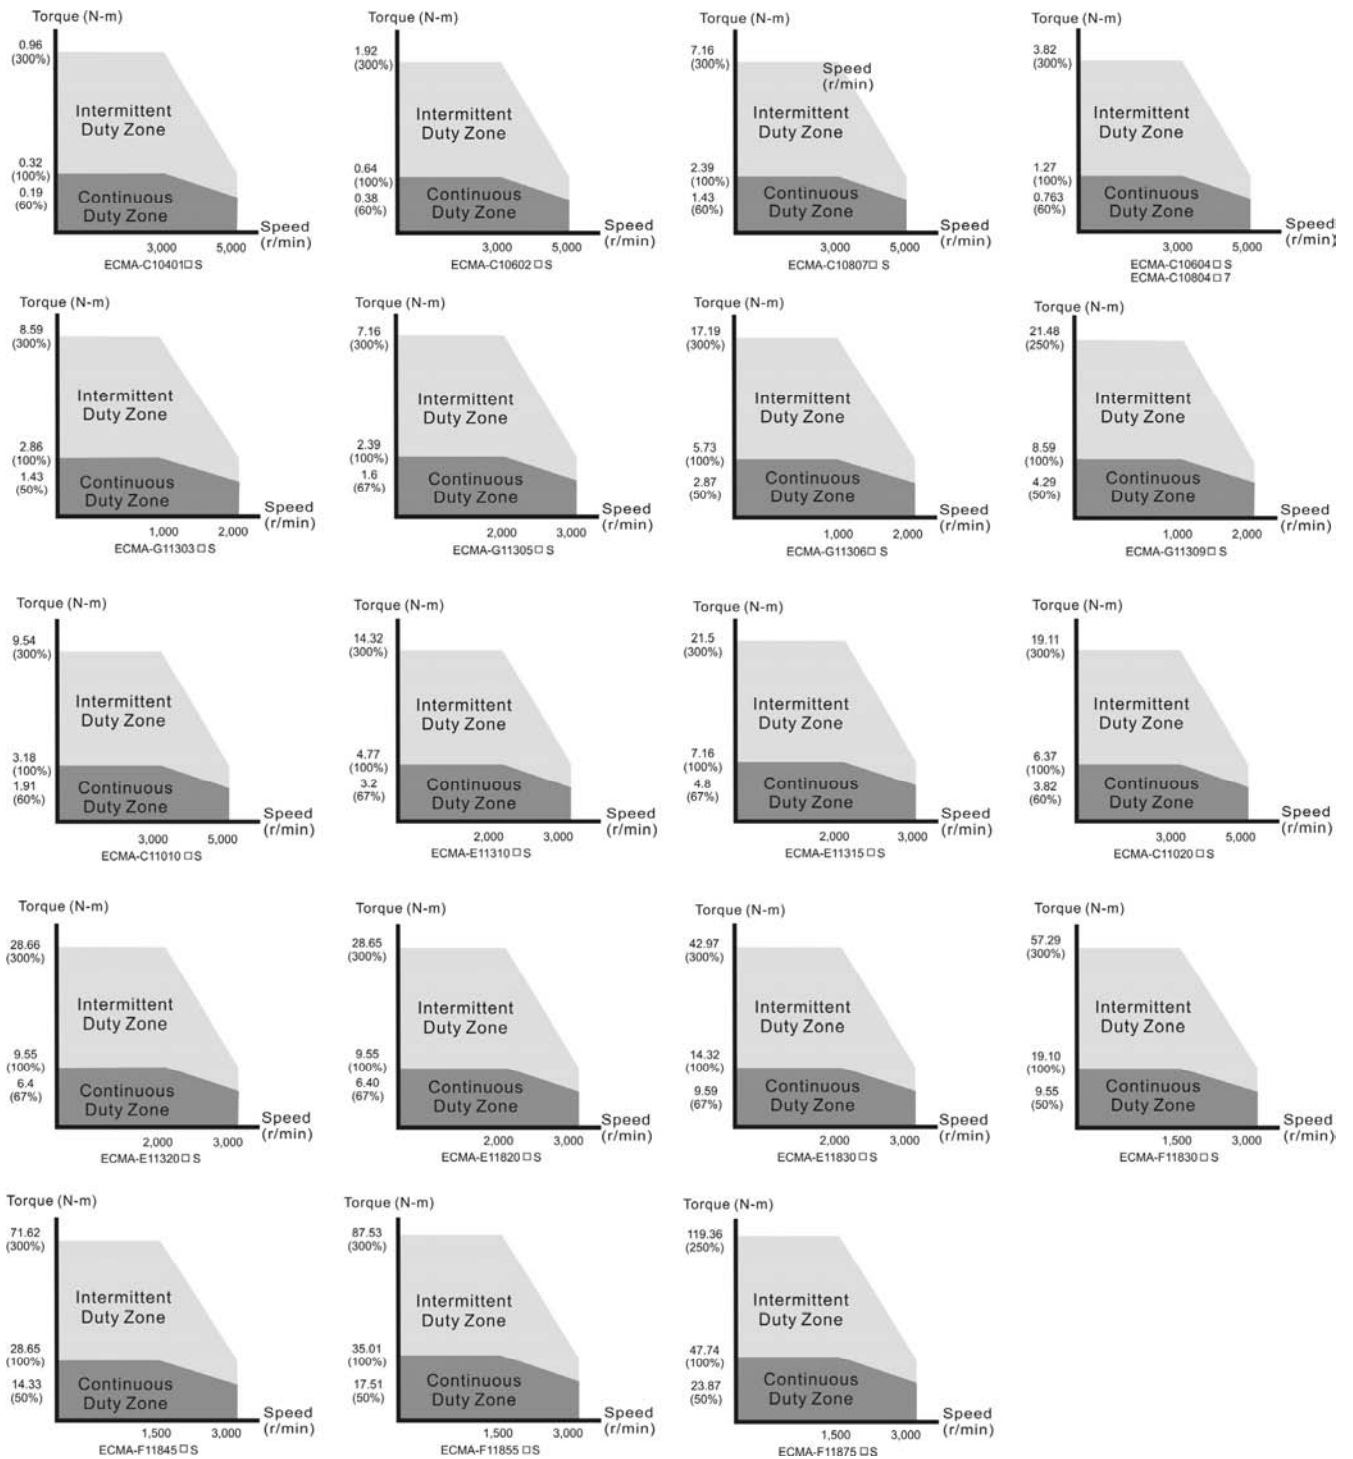 Torque (N-m)
0.96
(300%)
Intermittent
Duty Zone
0.32
(100%)
0.19
(60%)
Continuous
Duty Zone
Speed
(r/min)
3,000 5,000
ECMA-C10401□ S
Torque (N-m)
1.92
(300%)
Intermittent
Duty Zone
0.64
(100%)
0.38
(60%)
Continuous
Duty Zone
Speed
(r/min)
3,000 5,000
ECMA-C10602 □ S
Torque (N-m)
7.16
(300%)
Speed
(r/min)
Intermittent
Duty Zone
2.39
(100%)
1.43
(60%)
Continuous
Duty Zone
Speed
(r/min)
3,000 5,000
ECMA-C10807□ S
Torque (N-m)
3.82
(300%)
Intermittent
Duty Zone
1.27
(100%)
0.763
(60%)
Continuous
Duty Zone
Speed
(r/min)
3,000 5,000
ECMA-C10604 □ S
ECMA-C10804 □ 7
Torque (N-m)
8.59
(300%)
Intermittent
Duty Zone
2.86
(100%)
1.43
(50%)
Continuous
Duty Zone
Speed
(r/min)
1,000 2,000
ECMA-G11303 □ S
Torque (N-m)
7.16
(300%)
Intermittent
Duty Zone
2.39
(100%)
1.6
(67%)
Continuous
Duty Zone
Speed
(r/min)
2,000 3,000
ECMA-G11305□ S
Torque (N-m)
17.19
(300%)
Intermittent
Duty Zone
5.73
(100%)
2.87
(50%)
Continuous
Duty Zone
Speed
(r/min)
1,000 2,000
ECMA-G11306□ S
Torque (N-m)
21.48
(250%)
Intermittent
Duty Zone
8.59
(100%)
4.29
(50%)
Continuous
Duty Zone
Speed
(r/min)
1,000 2,000
ECMA-G11309□ S
Torque (N-m)
9.54
(300%)
Intermittent
Duty Zone
3.18
(100%)
1.91
(60%)
Continuous
Duty Zone
Speed
(r/min)
3,000 5,000
ECMA-C11010 □ S
Torque (N-m)
14.32
(300%)
Intermittent
Duty Zone
4.77
(100%)
3.2
(67%)
Continuous
Duty Zone
Speed
(r/min)
2,000 3,000
ECMA-E11310 □ S
Torque (N-m)
21.5
(300%)
Intermittent
Duty Zone
7.16
(100%)
4.8
(67%)
Continuous
Duty Zone
Speed
(r/min)
2,000 3,000
ECMA-E11315 □ S
Torque (N-m)
19.11
(300%)
Intermittent
Duty Zone
6.37
(100%)
3.82
(60%)
Continuous
Duty Zone
Speed
(r/min)
3,000 5,000
ECMA-C11020 □ S
Torque (N-m)
28.66
(300%)
Intermittent
Duty Zone
9.55
(100%)
6.4
(67%)
Continuous
Duty Zone
Speed
(r/min)
2,000 3,000
ECMA-E11320 □ S
Torque (N-m)
28.65
(300%)
Intermittent
Duty Zone
9.55
(100%)
6.40
(67%)
Continuous
Duty Zone
Speed
(r/min)
2,000 3,000
ECMA-E11820 □ S
Torque (N-m)
42.97
(300%)
Intermittent
Duty Zone
14.32
(100%)
9.59
(67%)
Continuous
Duty Zone
Speed
(r/min)
2,000 3,000
ECMA-E11830 □ S
Torque (N-m)
57.29
(300%)
Intermittent
Duty Zone
19.10
(100%)
9.55
(50%)
Continuous
Duty Zone
Speed
(r/min)
1,500 3,000
ECMA-F11830 □ S
Torque (N-m)
71.62
(300%)
Intermittent
Duty Zone
28.65
(100%)
14.33
(50%)
Continuous
Duty Zone
Speed
(r/min)
1,500 3,000
ECMA-F11845 □ S
Torque (N-m)
87.53
(300%)
Intermittent
Duty Zone
35.01
(100%)
17.51
(50%)
Continuous
Duty Zone
Speed
(r/min)
1,500 3,000
ECMA-F11855 □ S
Torque (N-m)
119.36
(250%)
Intermittent
Duty Zone
47.74
(100%)
23.87
(50%)
Continuous
Duty Zone
Speed
(r/min)
1,500 3,000
ECMA-F11875 □ S